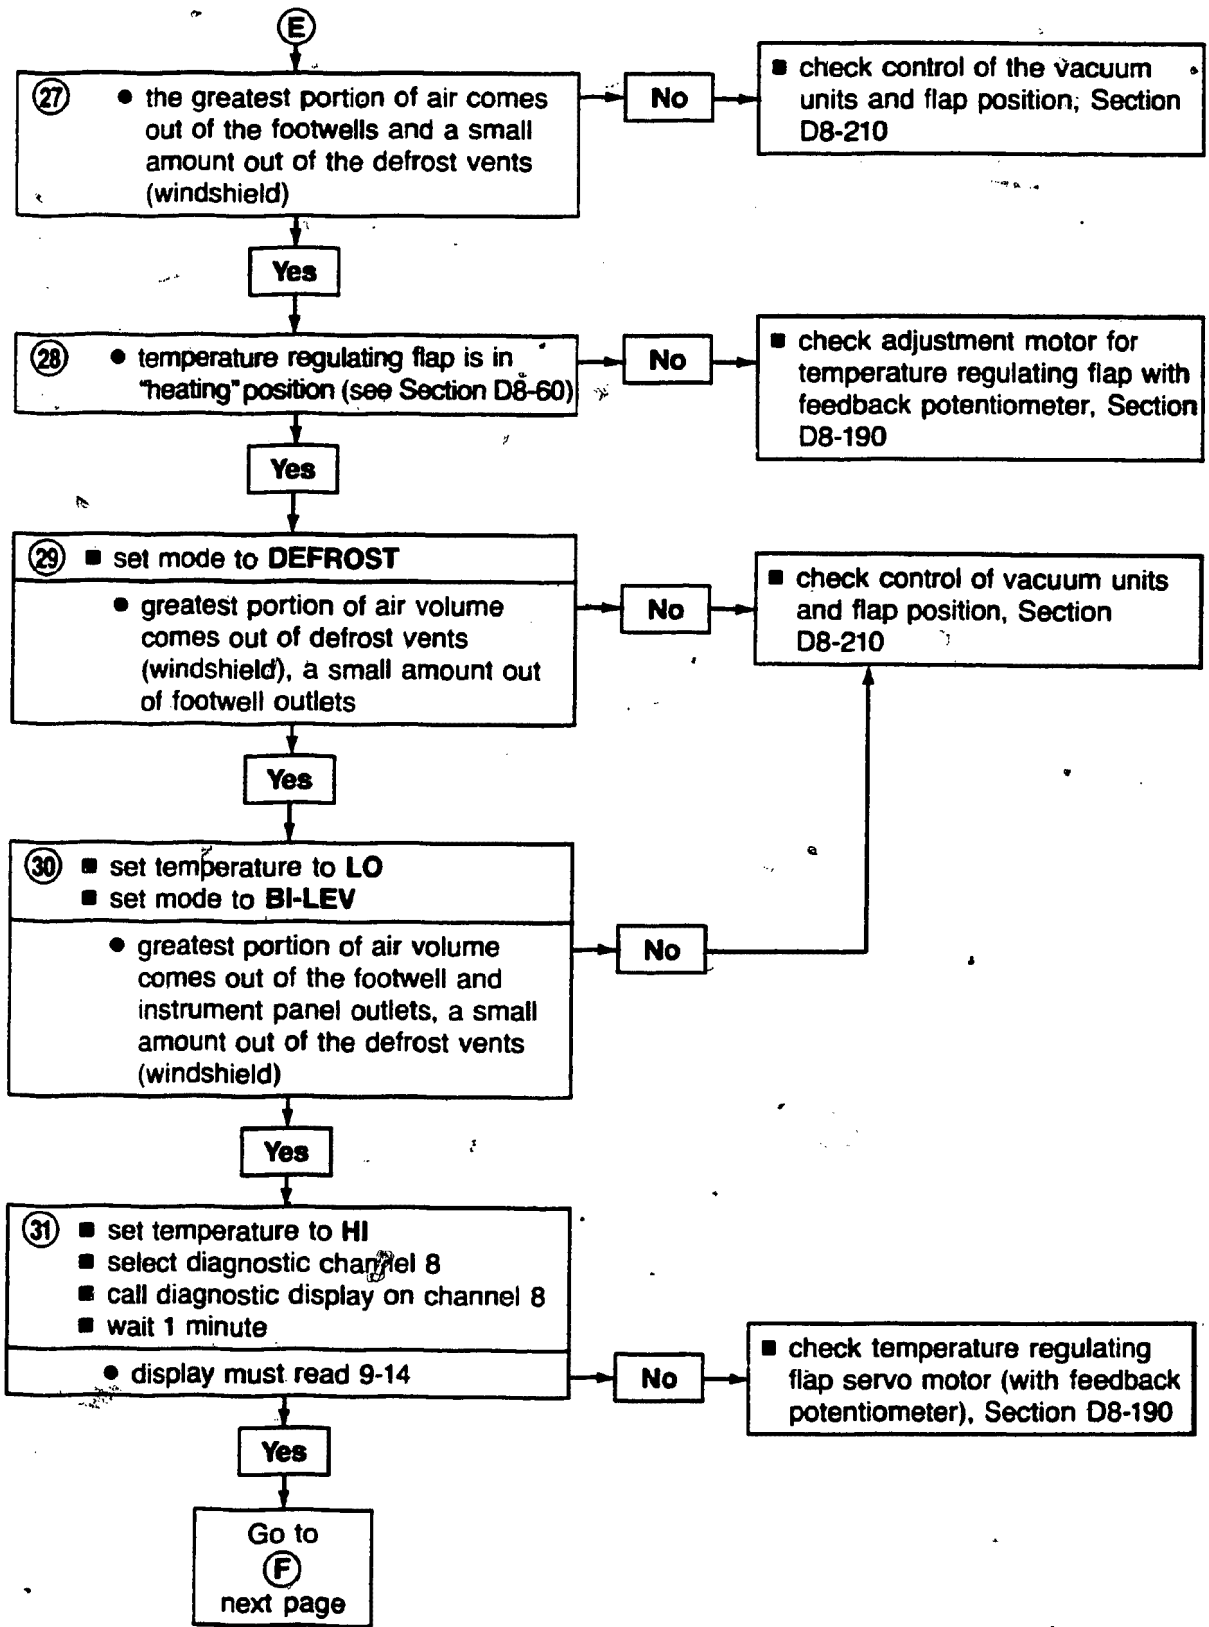 E
27 ● the greatest portion of air comes
out of the footwells and a small
amount out of the defrost vents
(windshield)
No
■ check control of the vacuum
units and flap position; Section
D8-210
Yes
28 ● temperature regulating flap is in
"heating" position (see Section D8-60)
No
■ check adjustment motor for
temperature regulating flap with
feedback potentiometer, Section
D8-190
Yes
29 ■ set mode to DEFROST
● greatest portion of air volume
comes out of defrost vents
(windshield), a small amount out
of footwell outlets
No
■ check control of vacuum units
and flap position, Section
D8-210
Yes
30 ■ set temperature to LO
■ set mode to BI-LEV
● greatest portion of air volume
comes out of the footwell and
instrument panel outlets, a small
amount out of the defrost vents
(windshield)
No
Yes
31 ■ set temperature to HI
■ select diagnostic channel 8
■ call diagnostic display on channel 8
■ wait 1 minute
● display must read 9-14
No
■ check temperature regulating
flap servo motor (with feedback
potentiometer), Section D8-190
Yes
Go to
F
next page